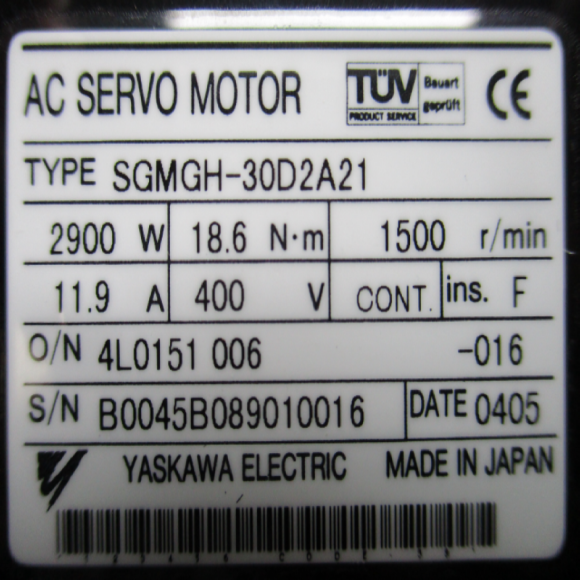 AC SERVO MOTOR TÜV PRODUCT SERVICE Bauart geprüft CE
TYPE SGMGH-30D2A21
2900 W 18.6 N·m 1500 r/min
11.9 A 400 V CONT. ins. F
O/N 4L0151 006 -016
S/N B0045B089010016 DATE 0405
YASKAWA ELECTRIC MADE IN JAPAN